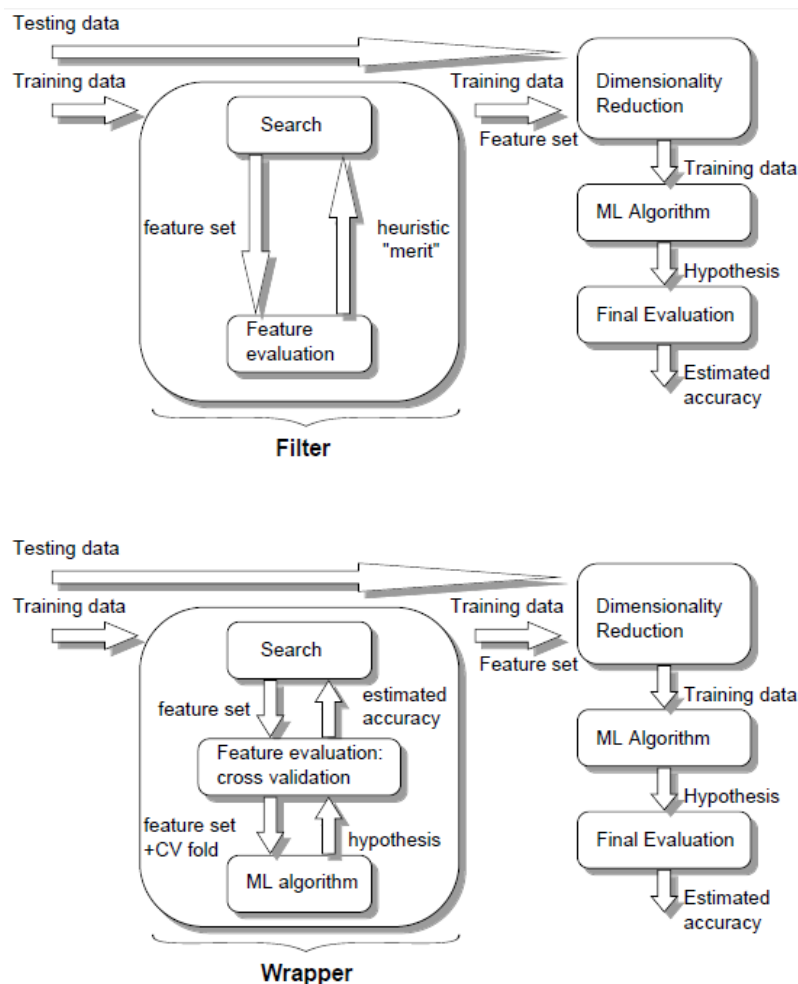 Testing data
Training data
Search
feature set
heuristic
"merit"
Feature
evaluation
Filter
Training data
Feature set
Dimensionality
Reduction
Training data
ML Algorithm
Hypothesis
Final Evaluation
Estimated
accuracy
Testing data
Training data
Search
feature set
estimated
accuracy
Feature evaluation:
cross validation
feature set
+CV fold
hypothesis
ML algorithm
Wrapper
Training data
Feature set
Dimensionality
Reduction
Training data
ML Algorithm
Hypothesis
Final Evaluation
Estimated
accuracy